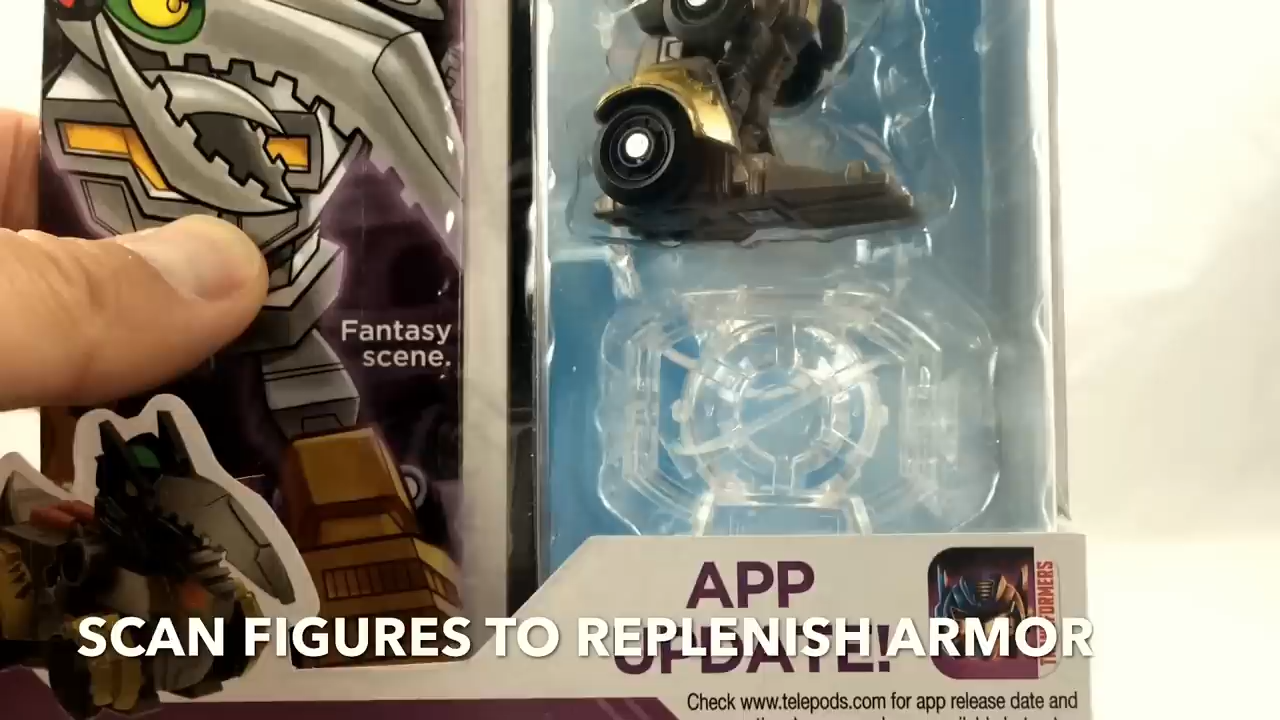 Fantasy
scene.
APP
UPDATE!
TRANSFORMERS
SCAN FIGURES TO REPLENISH ARMOR
Check www.telepods.com for app release date and